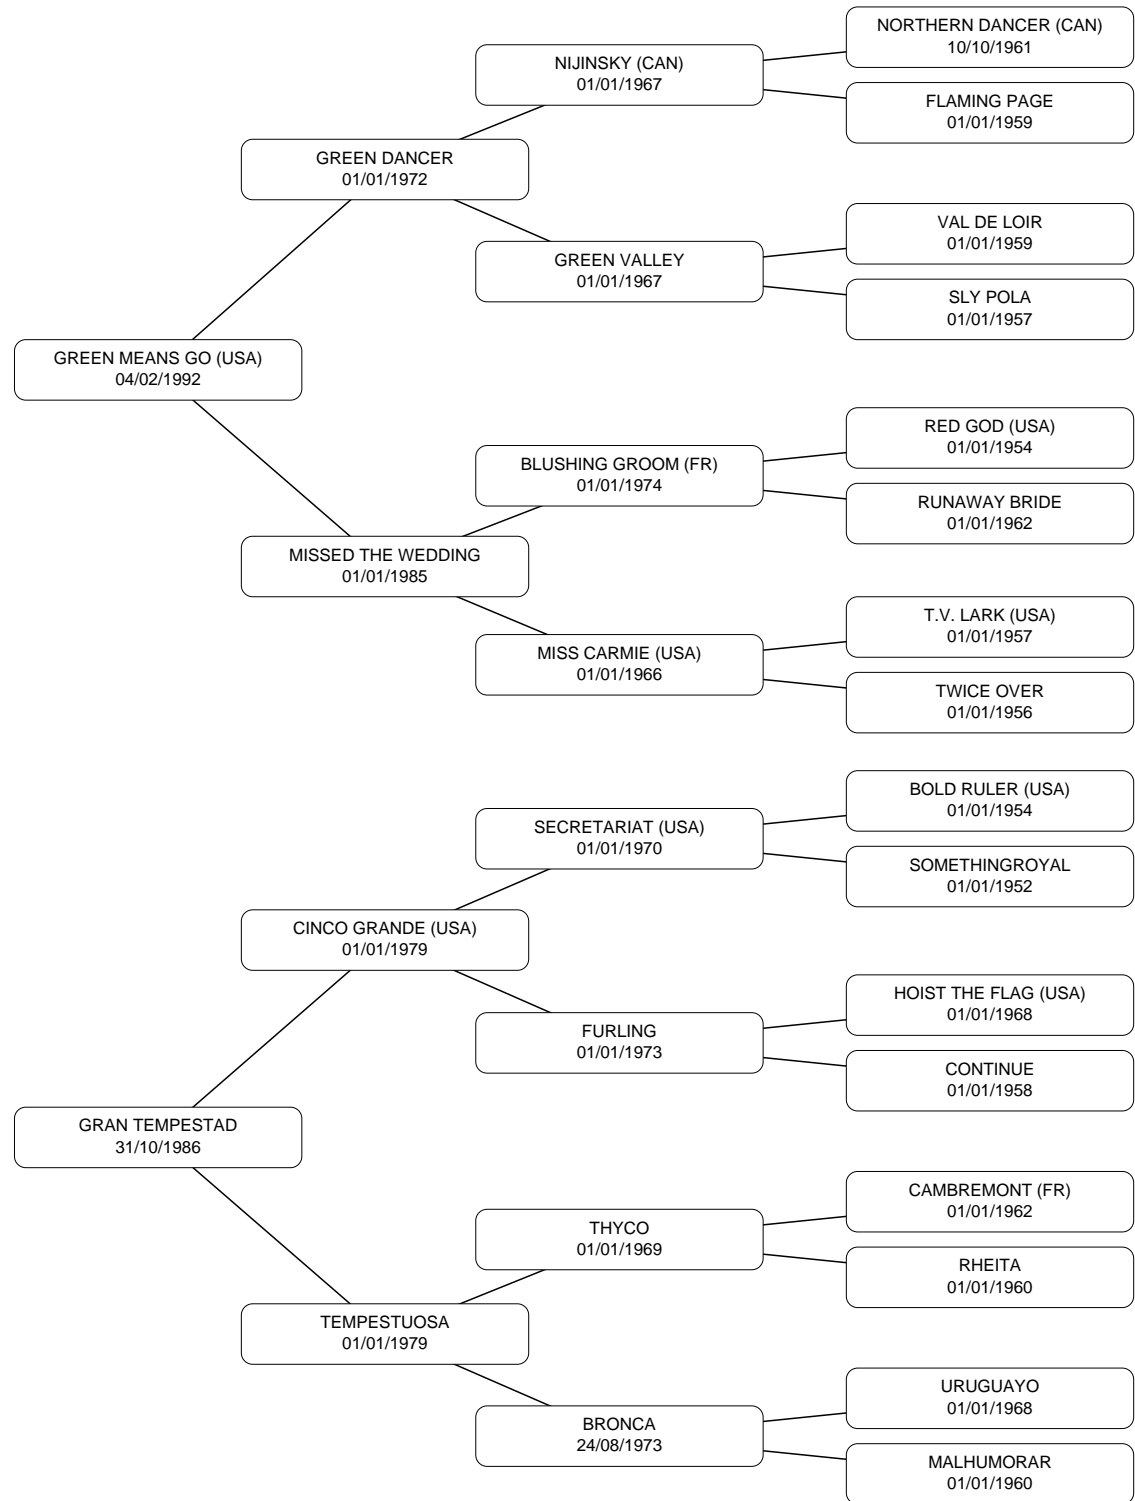 NORTHERN DANCER (CAN)
10/10/1961
NIJINSKY (CAN)
01/01/1967
FLAMING PAGE
01/01/1959
GREEN DANCER
01/01/1972
VAL DE LOIR
01/01/1959
GREEN VALLEY
01/01/1967
SLY POLA
01/01/1957
GREEN MEANS GO (USA)
04/02/1992
RED GOD (USA)
01/01/1954
BLUSHING GROOM (FR)
01/01/1974
RUNAWAY BRIDE
01/01/1962
MISSED THE WEDDING
01/01/1985
T.V. LARK (USA)
01/01/1957
MISS CARMIE (USA)
01/01/1966
TWICE OVER
01/01/1956
BOLD RULER (USA)
01/01/1954
SECRETARIAT (USA)
01/01/1970
SOMETHINGROYAL
01/01/1952
CINCO GRANDE (USA)
01/01/1979
HOIST THE FLAG (USA)
01/01/1968
FURLING
01/01/1973
CONTINUE
01/01/1958
GRAN TEMPESTAD
31/10/1986
CAMBREMONT (FR)
01/01/1962
THYCO
01/01/1969
RHEITA
01/01/1960
TEMPESTUOSA
01/01/1979
URUGUAYO
01/01/1968
BRONCA
24/08/1973
MALHUMORAR
01/01/1960